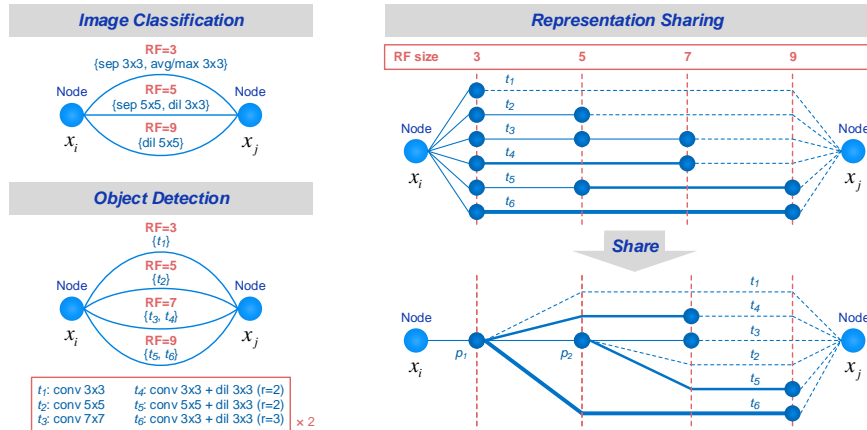 Image Classification
RF=3
{sep 3x3, avg/max 3x3}
Node
RF=5
{sep 5x5, dil 3x3}
Node
RF=9
{dil 5x5}
x_i
x_j
Object Detection
RF=3
{t_1}
Node
RF=5
{t_2}
Node
RF=7
{t_3, t_4}
RF=9
{t_5, t_6}
x_i
x_j
t_1: conv 3x3 t_4: conv 3x3 + dil 3x3 (r=2)
t_2: conv 5x5 t_5: conv 5x5 + dil 3x3 (r=2)
t_3: conv 7x7 t_6: conv 3x3 + dil 3x3 (r=3)
× 2
Representation Sharing
RF size 3 5 7 9
t_1
t_2
Node
t_3
Node
t_4
x_i
x_j
t_5
t_6
Share
t_1
Node
t_4
Node
p_1
p_2
t_3
x_i
x_j
t_2
t_5
t_6